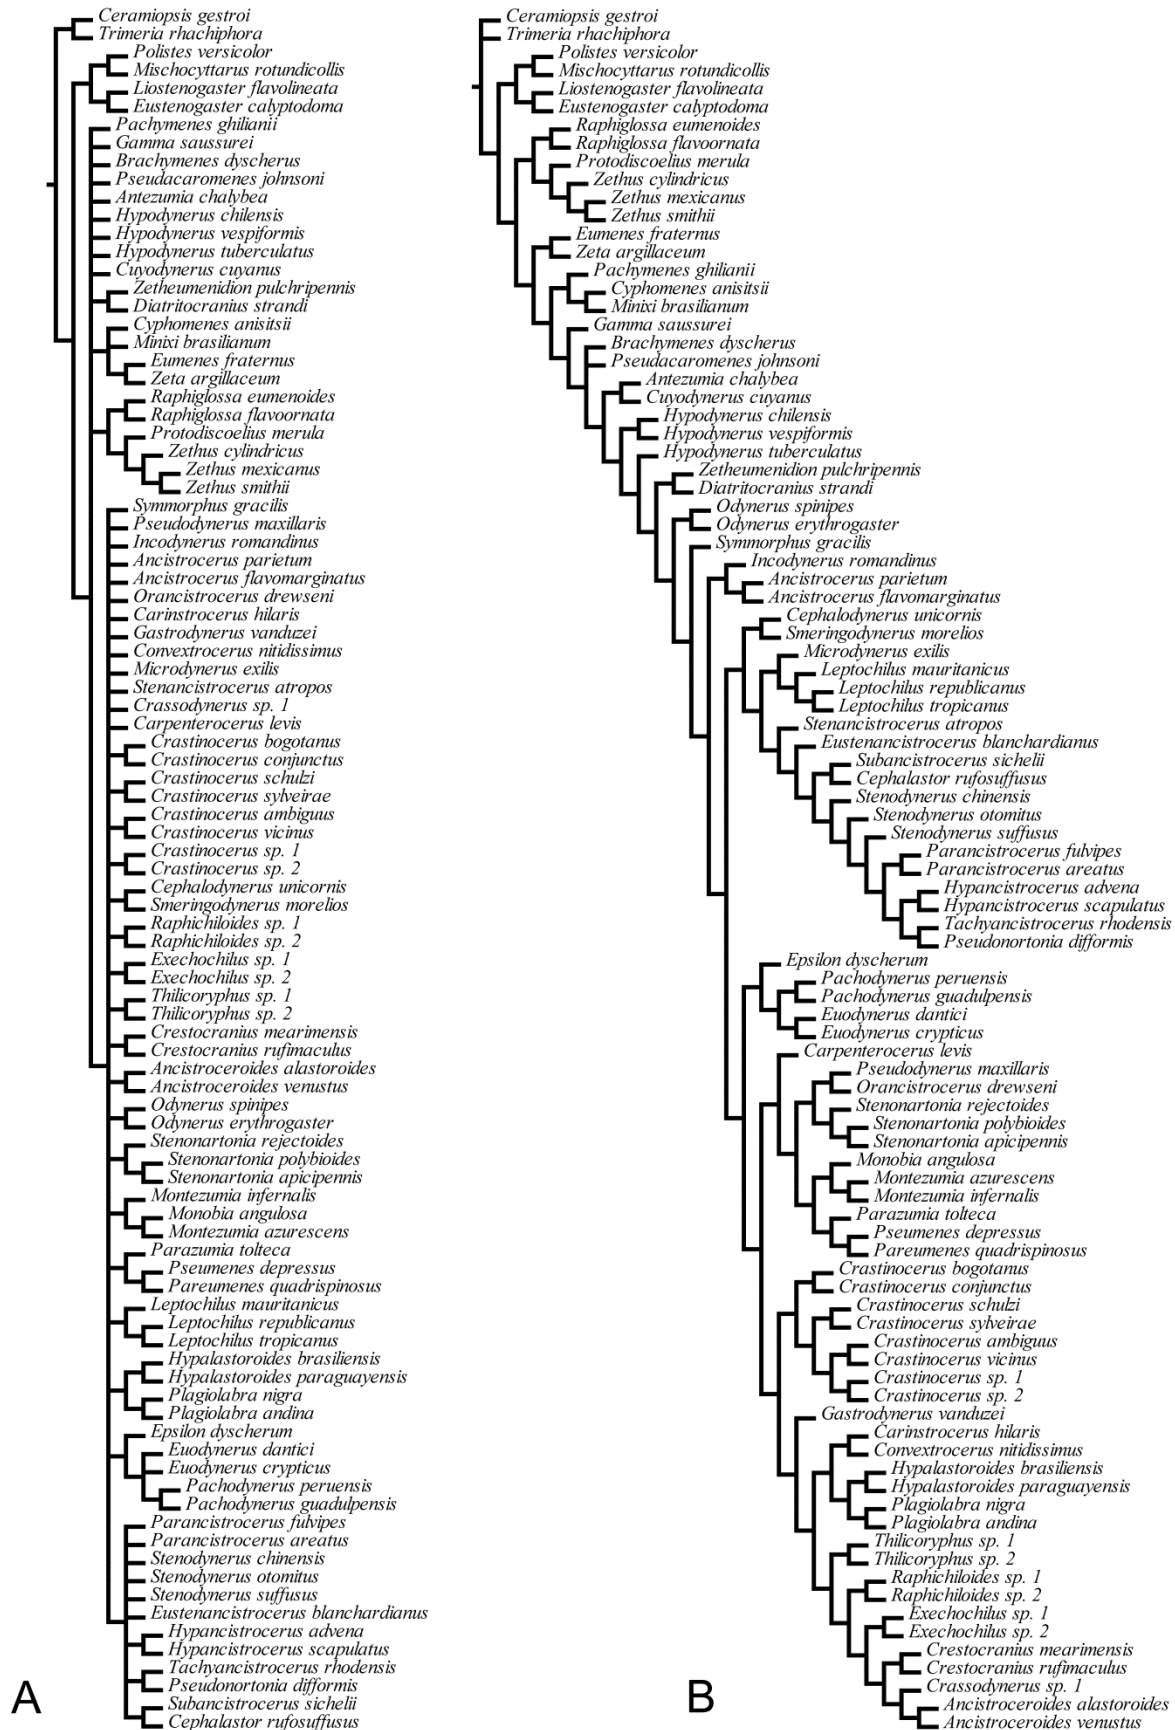 Ceramiopsis gestroi
Trimeria rhachiphora
Polistes versicolor
Mischocyttarus rotundicollis
Liostenogaster flavolineata
Eustenogaster calyptodoma
Pachymenes ghilianii
Gamma saussurei
Brachymenes dyscherus
Pseudacaromenes johnsoni
Antezumia chalybea
Hypodynerus chilensis
Hypodynerus vespiformis
Hypodynerus tuberculatus
Cuyodynerus cuyanus
Zetheumenidion pulchripennis
Diatritocranius strandi
Cyphomenes anisitsii
Minixi brasilianum
Eumenes fraternus
Zeta argillaceum
Raphiglossa eumenoides
Raphiglossa flavoornata
Protodiscoelius merula
Zethus cylindricus
Zethus mexicanus
Zethus smithii
Symmorphus gracilis
Pseudodynerus maxillaris
Incodynerus romandinus
Ancistrocerus parietum
Ancistrocerus flavomarginatus
Orancistrocerus drewseni
Carinstrocerus hilaris
Gastrodynerus vanduzei
Convextrocerus nitidissimus
Microdynerus exilis
Stenancistrocerus atropos
Crassodynerus sp. 1
Carpenterocerus levis
Crastinocerus bogotanus
Crastinocerus conjunctus
Crastinocerus schulzi
Crastinocerus sylveirae
Crastinocerus ambiguus
Crastinocerus vicinus
Crastinocerus sp. 1
Crastinocerus sp. 2
Cephalodynerus unicornis
Smeringodynerus morelios
Raphichiloides sp. 1
Raphichiloides sp. 2
Exechochilus sp. 1
Exechochilus sp. 2
Thilicoryphus sp. 1
Thilicoryphus sp. 2
Crestocranius mearimensis
Crestocranius rufimaculus
Ancistroceroides alastoroides
Ancistroceroides venustus
Odynerus spinipes
Odynerus erythrogaster
Stenonartonia rejectoides
Stenonartonia polybioides
Stenonartonia apicipennis
Montezumia infernalis
Monobia angulosa
Montezumia azurescens
Parazumia tolteca
Pseumenes depressus
Pareumenes quadrispinosus
Leptochilus mauritanicus
Leptochilus republicanus
Leptochilus tropicanus
Hypalastoroides brasiliensis
Hypalastoroides paraguayensis
Plagiolabra nigra
Plagiolabra andina
Epsilon dyscherum
Euodynerus dantici
Euodynerus crypticus
Pachodynerus peruensis
Pachodynerus guadulpensis
Parancistrocerus fulvipes
Parancistrocerus areatus
Stenodynerus chinensis
Stenodynerus otomitus
Stenodynerus suffusus
Eustenancistrocerus blanchardianus
Hypancistrocerus advena
Hypancistrocerus scapulatus
Tachyancistrocerus rhodensis
Pseudonortonia difformis
Subancistrocerus sichelii
Cephalastor rufosuffusus
A
Ceramiopsis gestroi
Trimeria rhachiphora
Polistes versicolor
Mischocyttarus rotundicollis
Liostenogaster flavolineata
Eustenogaster calyptodoma
Raphiglossa eumenoides
Raphiglossa flavoornata
Protodiscoelius merula
Zethus cylindricus
Zethus mexicanus
Zethus smithii
Eumenes fraternus
Zeta argillaceum
Pachymenes ghilianii
Cyphomenes anisitsii
Minixi brasilianum
Gamma saussurei
Brachymenes dyscherus
Pseudacaromenes johnsoni
Antezumia chalybea
Cuyodynerus cuyanus
Hypodynerus chilensis
Hypodynerus vespiformis
Hypodynerus tuberculatus
Zetheumenidion pulchripennis
Diatritocranius strandi
Odynerus spinipes
Odynerus erythrogaster
Symmorphus gracilis
Incodynerus romandinus
Ancistrocerus parietum
Ancistrocerus flavomarginatus
Cephalodynerus unicornis
Smeringodynerus morelios
Microdynerus exilis
Leptochilus mauritanicus
Leptochilus republicanus
Leptochilus tropicanus
Stenancistrocerus atropos
Eustenancistrocerus blanchardianus
Subancistrocerus sichelii
Cephalastor rufosuffusus
Stenodynerus chinensis
Stenodynerus otomitus
Stenodynerus suffusus
Parancistrocerus fulvipes
Parancistrocerus areatus
Hypancistrocerus advena
Hypancistrocerus scapulatus
Tachyancistrocerus rhodensis
Pseudonortonia difformis
Epsilon dyscherum
Pachodynerus peruensis
Pachodynerus guadulpensis
Euodynerus dantici
Euodynerus crypticus
Carpenterocerus levis
Pseudodynerus maxillaris
Orancistrocerus drewseni
Stenonartonia rejectoides
Stenonartonia polybioides
Stenonartonia apicipennis
Monobia angulosa
Montezumia azurescens
Montezumia infernalis
Parazumia tolteca
Pseumenes depressus
Pareumenes quadrispinosus
Crastinocerus bogotanus
Crastinocerus conjunctus
Crastinocerus schulzi
Crastinocerus sylveirae
Crastinocerus ambiguus
Crastinocerus vicinus
Crastinocerus sp. 1
Crastinocerus sp. 2
Gastrodynerus vanduzei
Carinstrocerus hilaris
Convextrocerus nitidissimus
Hypalastoroides brasiliensis
Hypalastoroides paraguayensis
Plagiolabra nigra
Plagiolabra andina
Thilicoryphus sp. 1
Thilicoryphus sp. 2
Raphichiloides sp. 1
Raphichiloides sp. 2
Exechochilus sp. 1
Exechochilus sp. 2
Crestocranius mearimensis
Crestocranius rufimaculus
Crassodynerus sp. 1
Ancistroceroides alastoroides
Ancistroceroides venustus
B